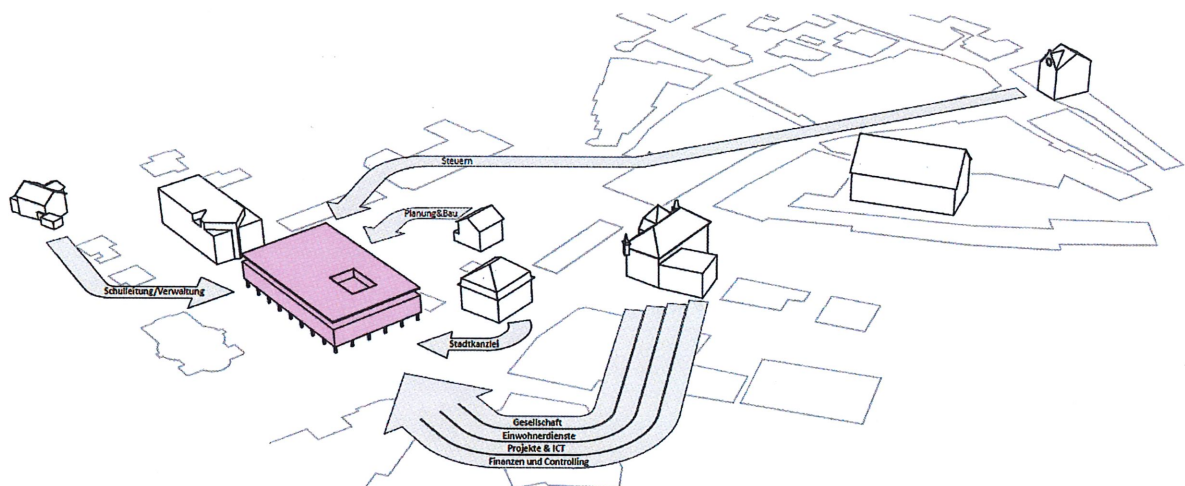 Steuern
Planung&Bau
Schulleitung/Verwaltung
Stadtkanzlei
Gesellschaft
Einwohnerdienste
Projekte & ICT
Finanzen und Controlling